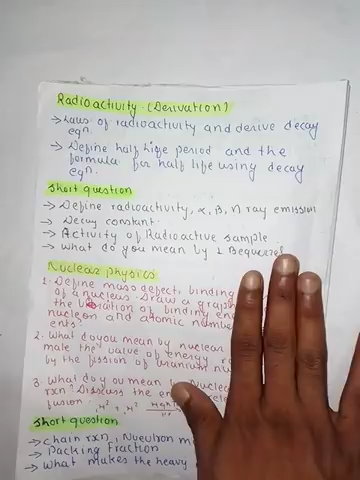 Radioactivity. (Derivation)
→ Laws of radioactivity and derive decay
eqn.
→ Define half life period and the
formula for half life using decay
eqn.
Short question
→ Define radioactivity, α, β, η ray emission
→ Decay constant.
→ Activity of Radioactive sample.
→ What do you mean by 1 Bequerrel
Nuclear physics
1. Define mass defect, binding
of a nucleus. Draw a graph
the variation of binding
nucleon and atomic number
ents?
2. What do you mean by nuclear
mate the value of energy
by the fission of uranium
3. What do you mean Nuclear
rxn? Discuss the
fusion.
Short question
→ chain rxn,
→ Packing Fraction
→ What makes the heavy